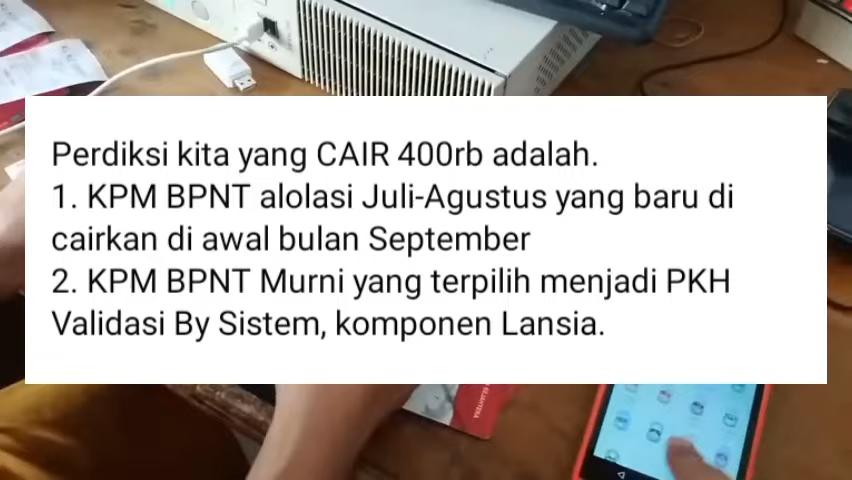 Perdiksi kita yang CAIR 400rb adalah.
1. KPM BPNT alolasi Juli-Agustus yang baru di
cairkan di awal bulan September
2. KPM BPNT Murni yang terpilih menjadi PKH
Validasi By Sistem, komponen Lansia.